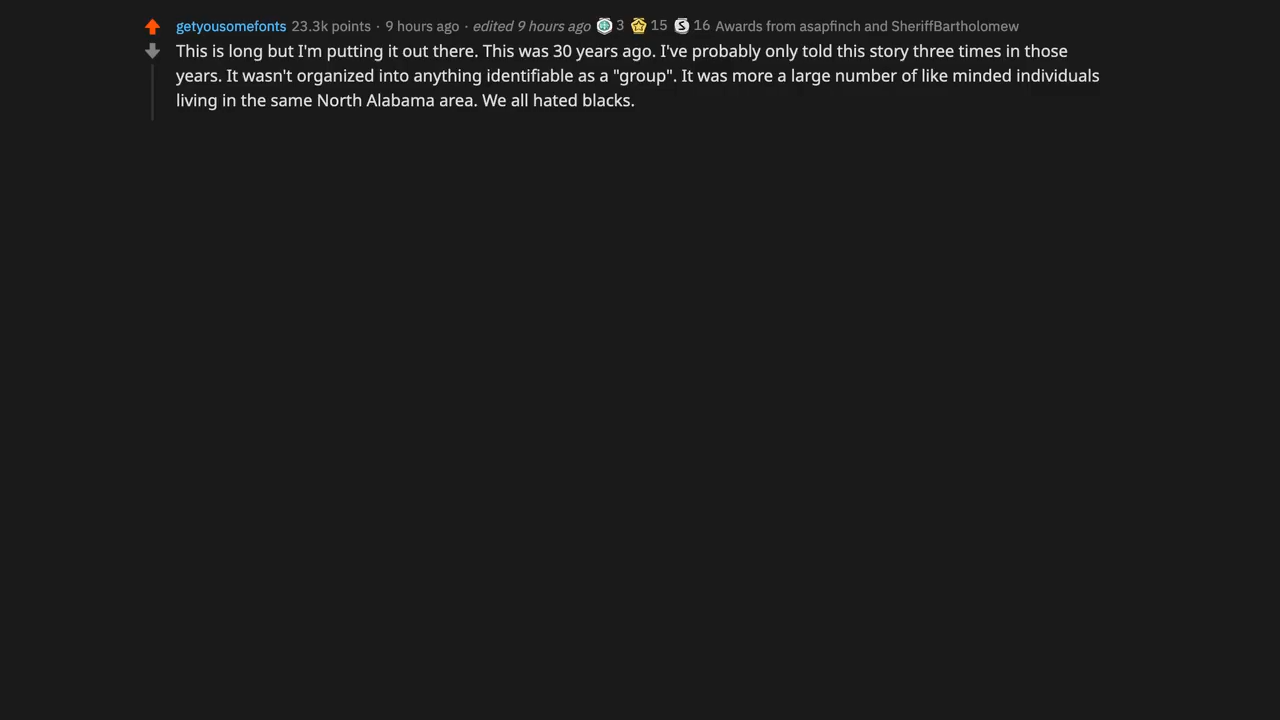 getyousomefonts 23.3k points · 9 hours ago · edited 9 hours ago 3 15 S 16 Awards from asapfinch and SheriffBartholomew
This is long but I'm putting it out there. This was 30 years ago. I've probably only told this story three times in those
years. It wasn't organized into anything identifiable as a "group". It was more a large number of like minded individuals
living in the same North Alabama area. We all hated blacks.